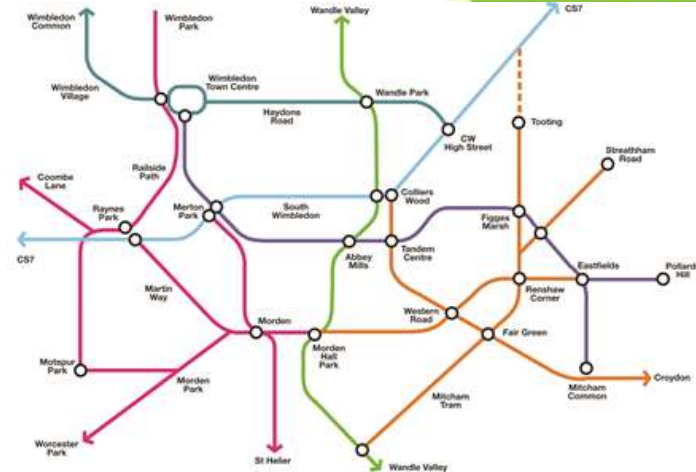 Wimbledon
Common
Wimbledon
Park
Wandle Valley
CS7
Wimbledon
Village
Wimbledon
Town Centre
Wandle Park
Haydons
Road
CW
High Street
Tooting
Streathham
Road
Coombe
Lane
Railside
Path
Raynes
Park
Merton
Park
South
Wimbledon
Colliers
Wood
Figges
Marsh
CS7
Abbey
Mills
Tandem
Centre
Eastfields
Pollards
Hill
Martin
Way
Renshaw
Corner
Western
Road
Morden
Morden
Hall
Park
Fair Green
Motspur
Park
Morden
Park
Mitcham
Tram
Mitcham
Common
Croydon
Worcester
Park
St Helier
Wandle Valley